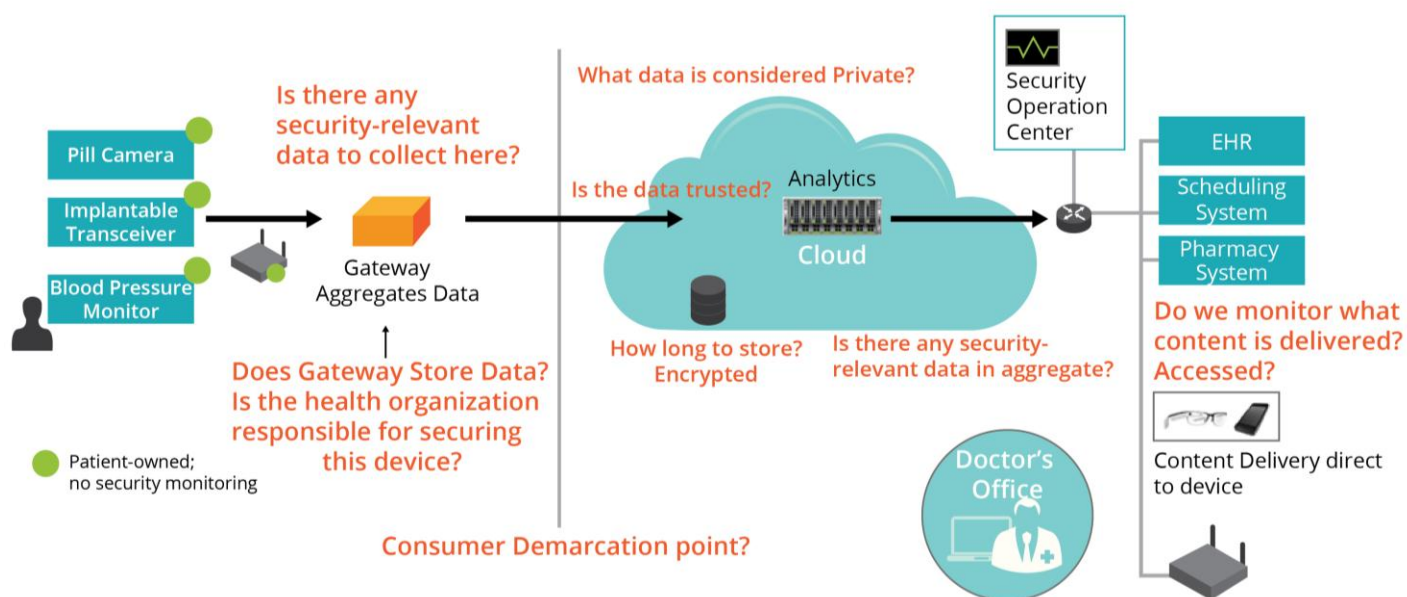 What data is considered Private?
Is there any
security-relevant
data to collect here?
Security
Operation
Center
Pill Camera
EHR
Is the data trusted?
Analytics
Implantable
Transceiver
Scheduling
System
Cloud
Gateway
Aggregates Data
Pharmacy
System
Blood Pressure
Monitor
Do we monitor what
content is delivered?
Accessed?
How long to store?
Encrypted
Is there any security-
relevant data in aggregate?
Does Gateway Store Data?
Is the health organization
responsible for securing
this device?
Patient-owned;
no security monitoring
Doctor's
Office
Content Delivery direct
to device
Consumer Demarcation point?